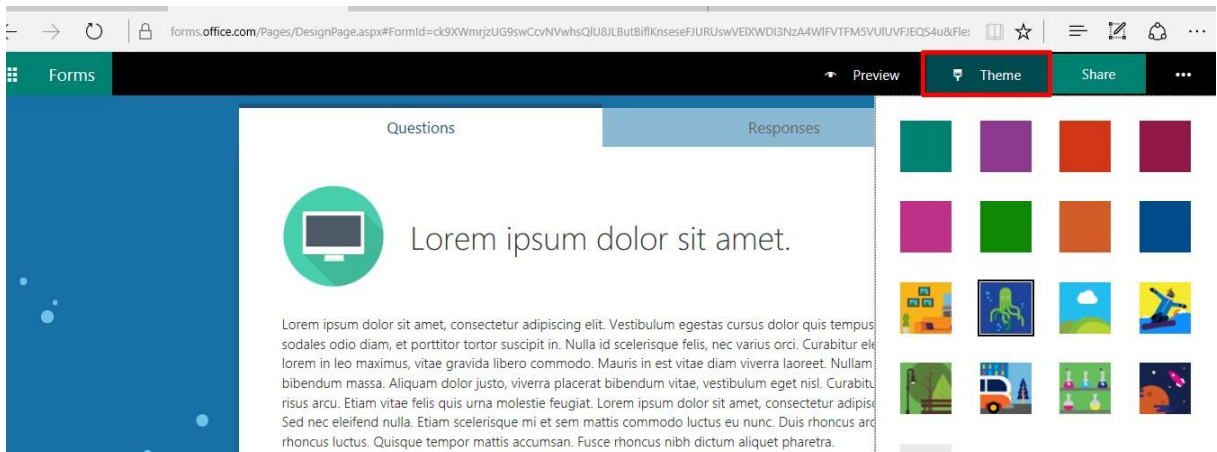 forms.office.com/Pages/DesignPage.aspx#FormId=
Forms
Preview
Theme
Share
Questions
Responses
Lorem ipsum dolor sit amet.
Lorem ipsum dolor sit amet, consectetur adipiscing elit. Vestibulum egestas cursus dolor quis tempus
sodales odio diam, et porttitor tortor suscipit in. Nulla id scelerisque felis, nec varius orci. Curabitur ele
lorem in leo maximus, vitae gravida libero commodo. Mauris in est vitae diam viverra laoreet. Nullam
bibendum massa. Aliquam dolor justo, viverra placerat bibendum vitae, vestibulum eget nisl. Curabitu
risus arcu. Etiam vitae felis quis urna molestie feugiat. Lorem ipsum dolor sit amet, consectetur adipisc
Sed nec eleifend nulla. Etiam scelerisque mi et sem mattis commodo luctus eu nunc. Duis rhoncus arc
rhoncus luctus. Quisque tempor mattis accumsan. Fusce rhoncus nibh dictum aliquet pharetra.